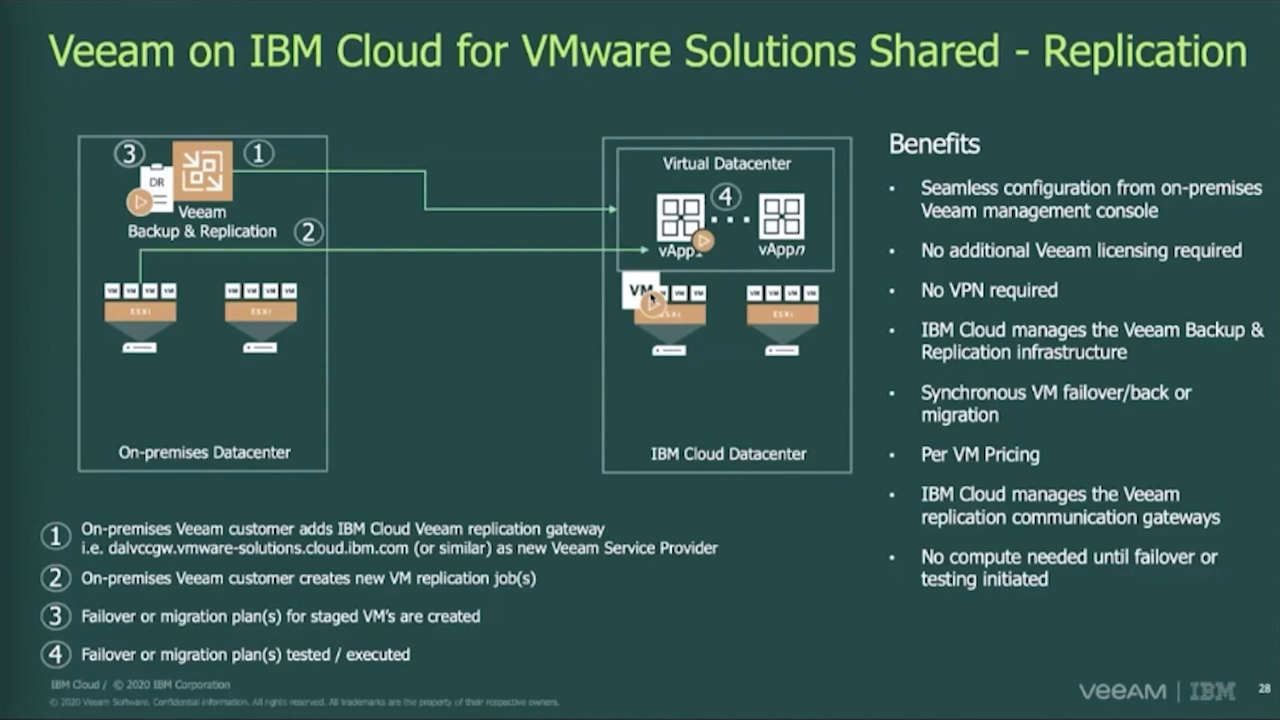 Veeam on IBM Cloud for VMware Solutions Shared - Replication
3
1
DR
Veeam
Backup & Replication
2
VM VM VM VM
ESXi
VM VM VM VM
ESXi
On-premises Datacenter
Virtual Datacenter
4
vApp1
vAppn
VM
VM VM
ESXi
VM VM VM VM
ESXi
IBM Cloud Datacenter
Benefits
• Seamless configuration from on-premises
Veeam management console
• No additional Veeam licensing required
• No VPN required
• IBM Cloud manages the Veeam Backup &
Replication infrastructure
• Synchronous VM failover/back or
migration
• Per VM Pricing
• IBM Cloud manages the Veeam
replication communication gateways
• No compute needed until failover or
testing initiated
1 On-premises Veeam customer adds IBM Cloud Veeam replication gateway
i.e. dalvccgw.vmware-solutions.cloud.ibm.com (or similar) as new Veeam Service Provider
2 On-premises Veeam customer creates new VM replication job(s)
3 Failover or migration plan(s) for staged VM's are created
4 Failover or migration plan(s) tested / executed
IBM Cloud / © 2020 IBM Corporation
© 2020 Veeam Software. Confidential information. All rights reserved. All trademarks are the property of their respective owners.
VEEAM | IBM
28